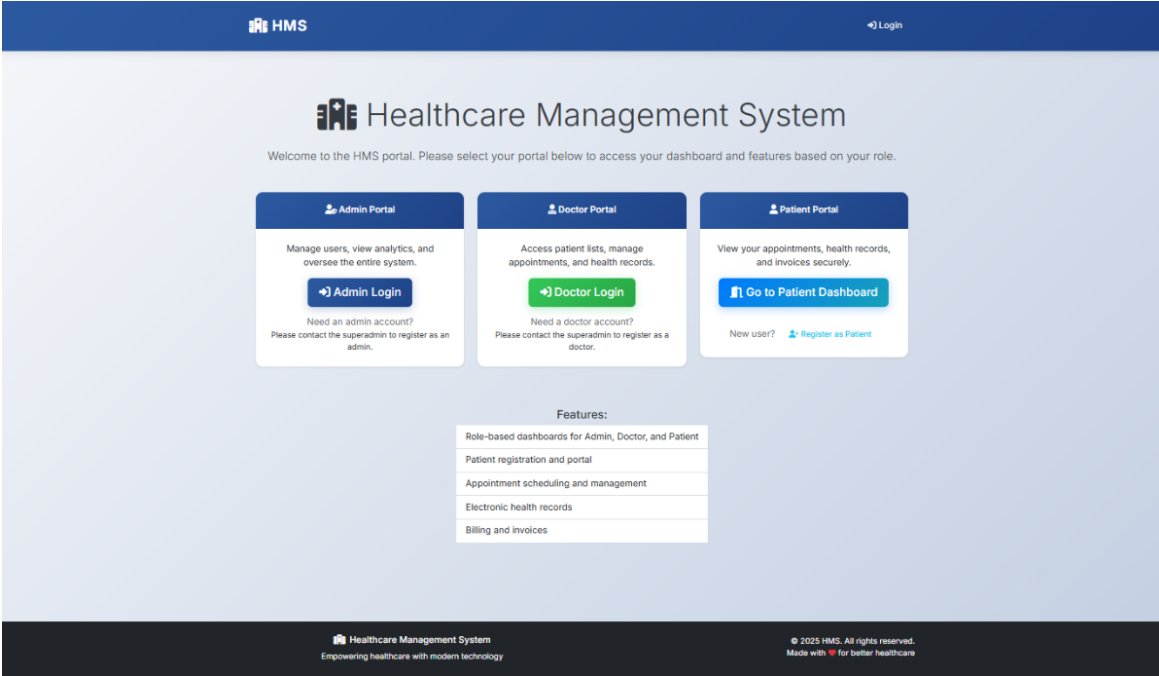 HMS
Login
Healthcare Management System
Welcome to the HMS portal. Please select your portal below to access your dashboard and features based on your role.
Admin Portal
Manage users, view analytics, and
oversee the entire system.
Admin Login
Need an admin account?
Please contact the superadmin to register as an
admin.
Doctor Portal
Access patient lists, manage
appointments, and health records.
Doctor Login
Need a doctor account?
Please contact the superadmin to register as a
doctor.
Patient Portal
View your appointments, health records,
and invoices securely.
Go to Patient Dashboard
New user? Register as Patient
Features:
Role-based dashboards for Admin, Doctor, and Patient
Patient registration and portal
Appointment scheduling and management
Electronic health records
Billing and invoices
Healthcare Management System
Empowering healthcare with modern technology
© 2025 HMS. All rights reserved.
Made with ❤ for better healthcare